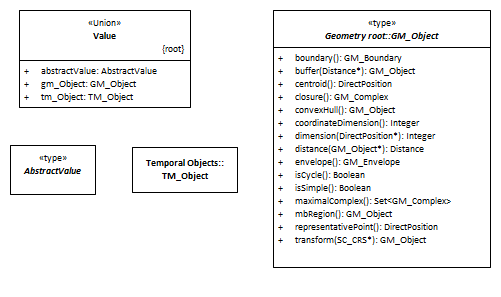 «Union»
Value
{root}
+ abstractValue: AbstractValue
+ gm_Object: GM_Object
+ tm_Object: TM_Object
«type»
AbstractValue
Temporal Objects::
TM_Object
«type»
Geometry root::GM_Object
+ boundary(): GM_Boundary
+ buffer(Distance*): GM_Object
+ centroid(): DirectPosition
+ closure(): GM_Complex
+ convexHull(): GM_Object
+ coordinateDimension(): Integer
+ dimension(DirectPosition*): Integer
+ distance(GM_Object*): Distance
+ envelope(): GM_Envelope
+ isCycle(): Boolean
+ isSimple(): Boolean
+ maximalComplex(): Set<GM_Complex>
+ mbRegion(): GM_Object
+ representativePoint(): DirectPosition
+ transform(SC_CRS*): GM_Object